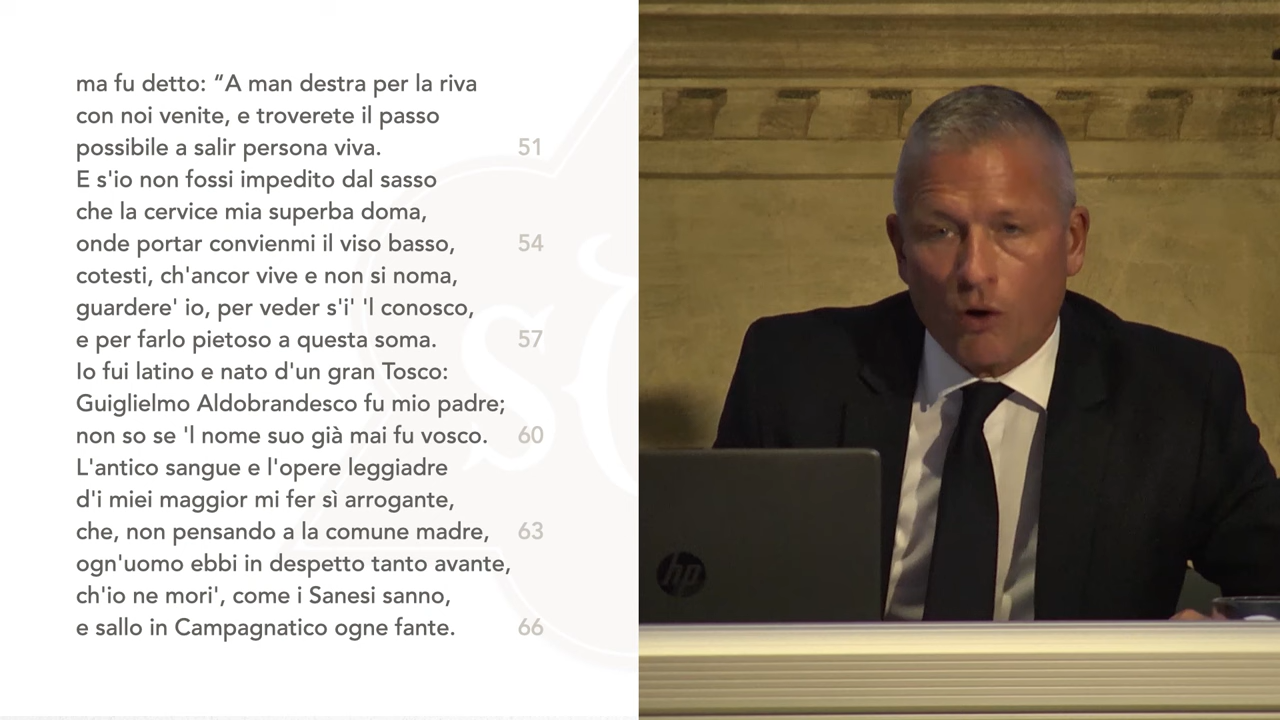 ma fu detto: “A man destra per la riva
con noi venite, e troverete il passo
possibile a salir persona viva. 51
E s'io non fossi impedito dal sasso
che la cervice mia superba doma,
onde portar convienmi il viso basso, 54
cotesti, ch'ancor vive e non si noma,
guardere' io, per veder s'i' 'l conosco,
e per farlo pietoso a questa soma. 57
Io fui latino e nato d'un gran Tosco:
Guiglielmo Aldobrandesco fu mio padre;
non so se 'l nome suo già mai fu vosco. 60
L'antico sangue e l'opere leggiadre
d'i miei maggior mi fer sì arrogante,
che, non pensando a la comune madre, 63
ogn'uomo ebbi in despetto tanto avante,
ch'io ne mori', come i Sanesi sanno,
e sallo in Campagnatico ogne fante. 66
hp